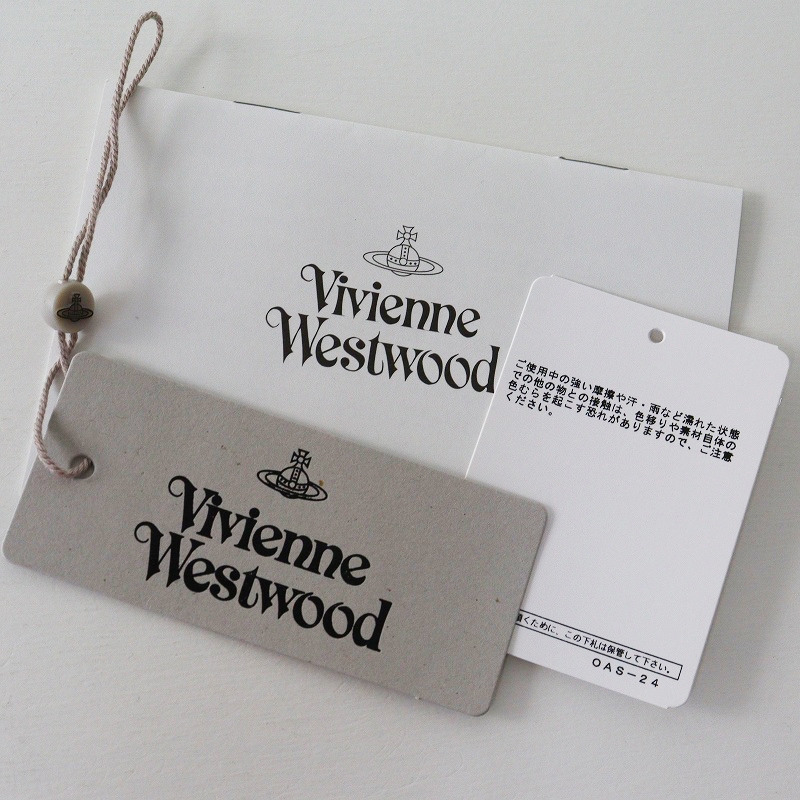 Vivienne
Westwood
Vivienne
Westwood
ご使用中の強い摩擦や汗・雨など濡れた状態
での他の物との接触は、色移りや素材自体の
色むらを起こす恐れがありますので、ご注意
ください。
くために、この下札は保管して下さい。
OAS-24